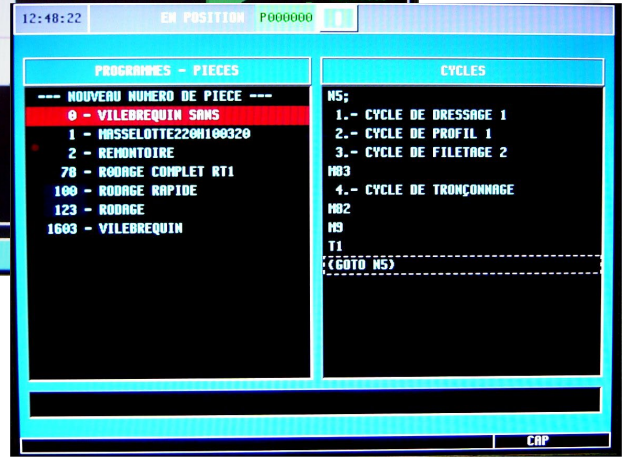 12:48:22 EN POSITION P000000
PROGRAMMES - PIECES
--- NOUVEAU NUMERO DE PIECE ---
0 - VILEBREQUIN SANS
1 - MASSELOTTE220H100320
2 - REMONTOIRE
78 - RODAGE COMPLET RT1
100 - RODAGE RAPIDE
123 - RODAGE
1603 - VILEBREQUIN
CYCLES
N5;
1.- CYCLE DE DRESSAGE 1
2.- CYCLE DE PROFIL 1
3.- CYCLE DE FILETAGE 2
M83
4.- CYCLE DE TRONÇONNAGE
M82
M9
T1
(GOTO N5)
CAP